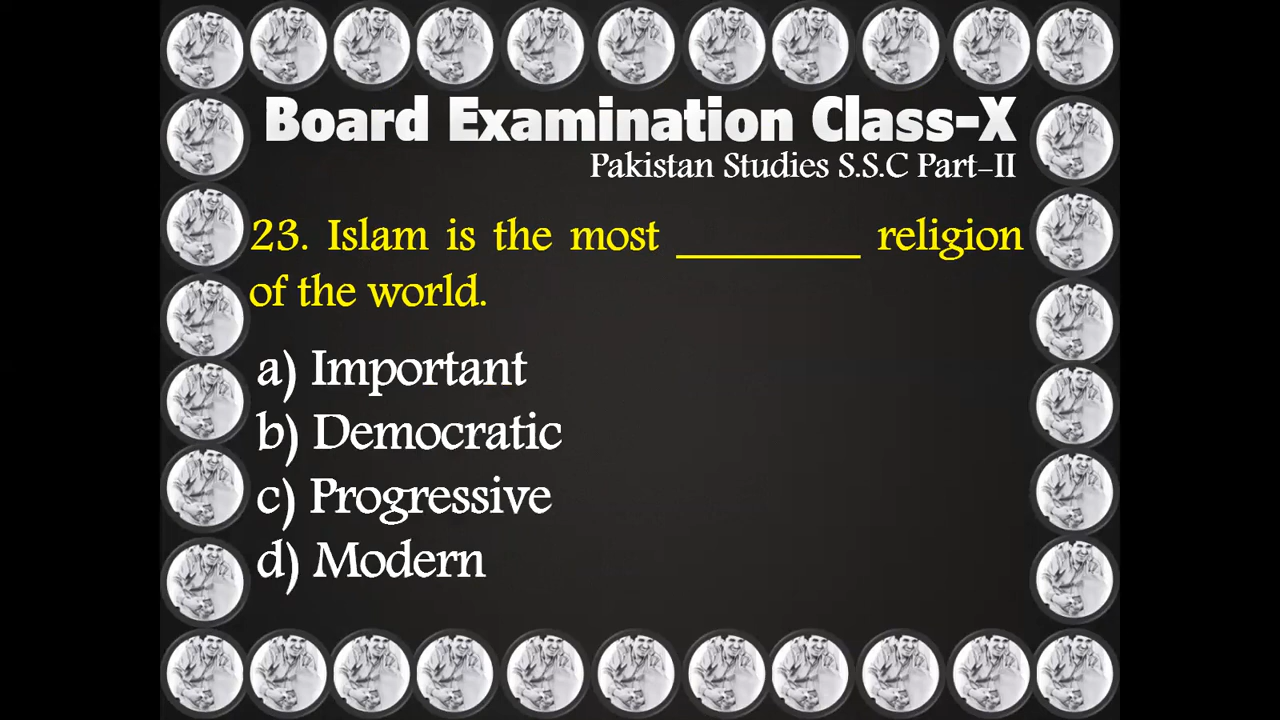 Board Examination Class-X
Pakistan Studies S.S.C Part-II
23. Islam is the most ________ religion
of the world.
a) Important
b) Democratic
c) Progressive
d) Modern